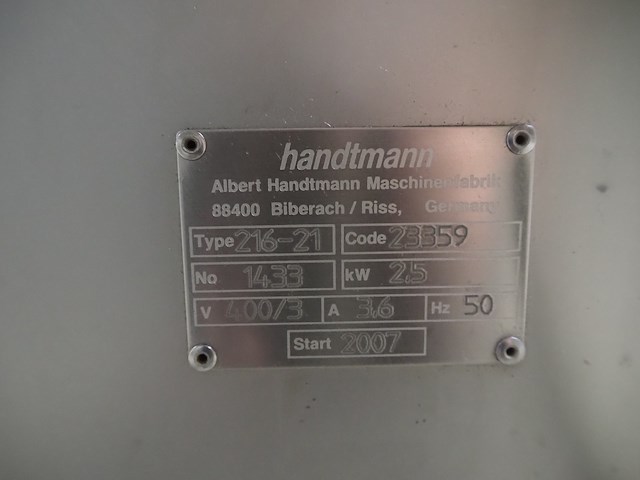 handtmann
Albert Handtmann Maschinenfabrik
88400 Biberach / Riss, Germany
Type 216-21 Code 23359
No 1433 kW 2,5
V 400/3 A 3,6 Hz 50
Start 2007